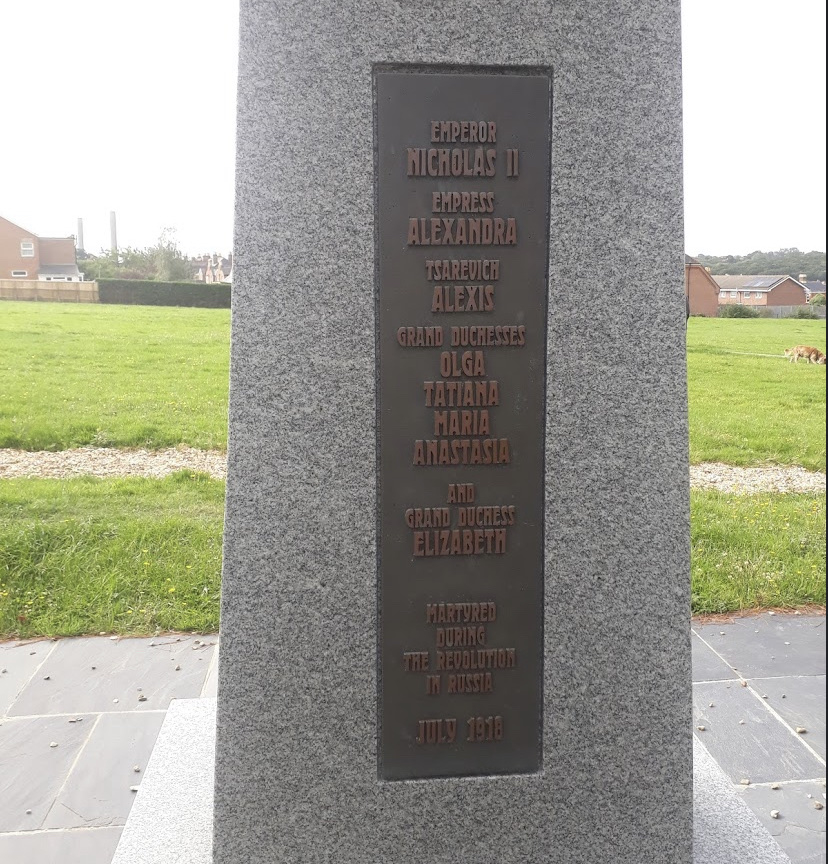 EMPEROR
NICHOLAS II
EMPRESS
ALEXANDRA
TSAREVICH
ALEXIS
GRAND DUCHESSES
OLGA
TATIANA
MARIA
ANASTASIA
AND
GRAND DUCHESS
ELIZABETH
MARTYRED
DURING
THE REVOLUTION
IN RUSSIA
JULY 1918